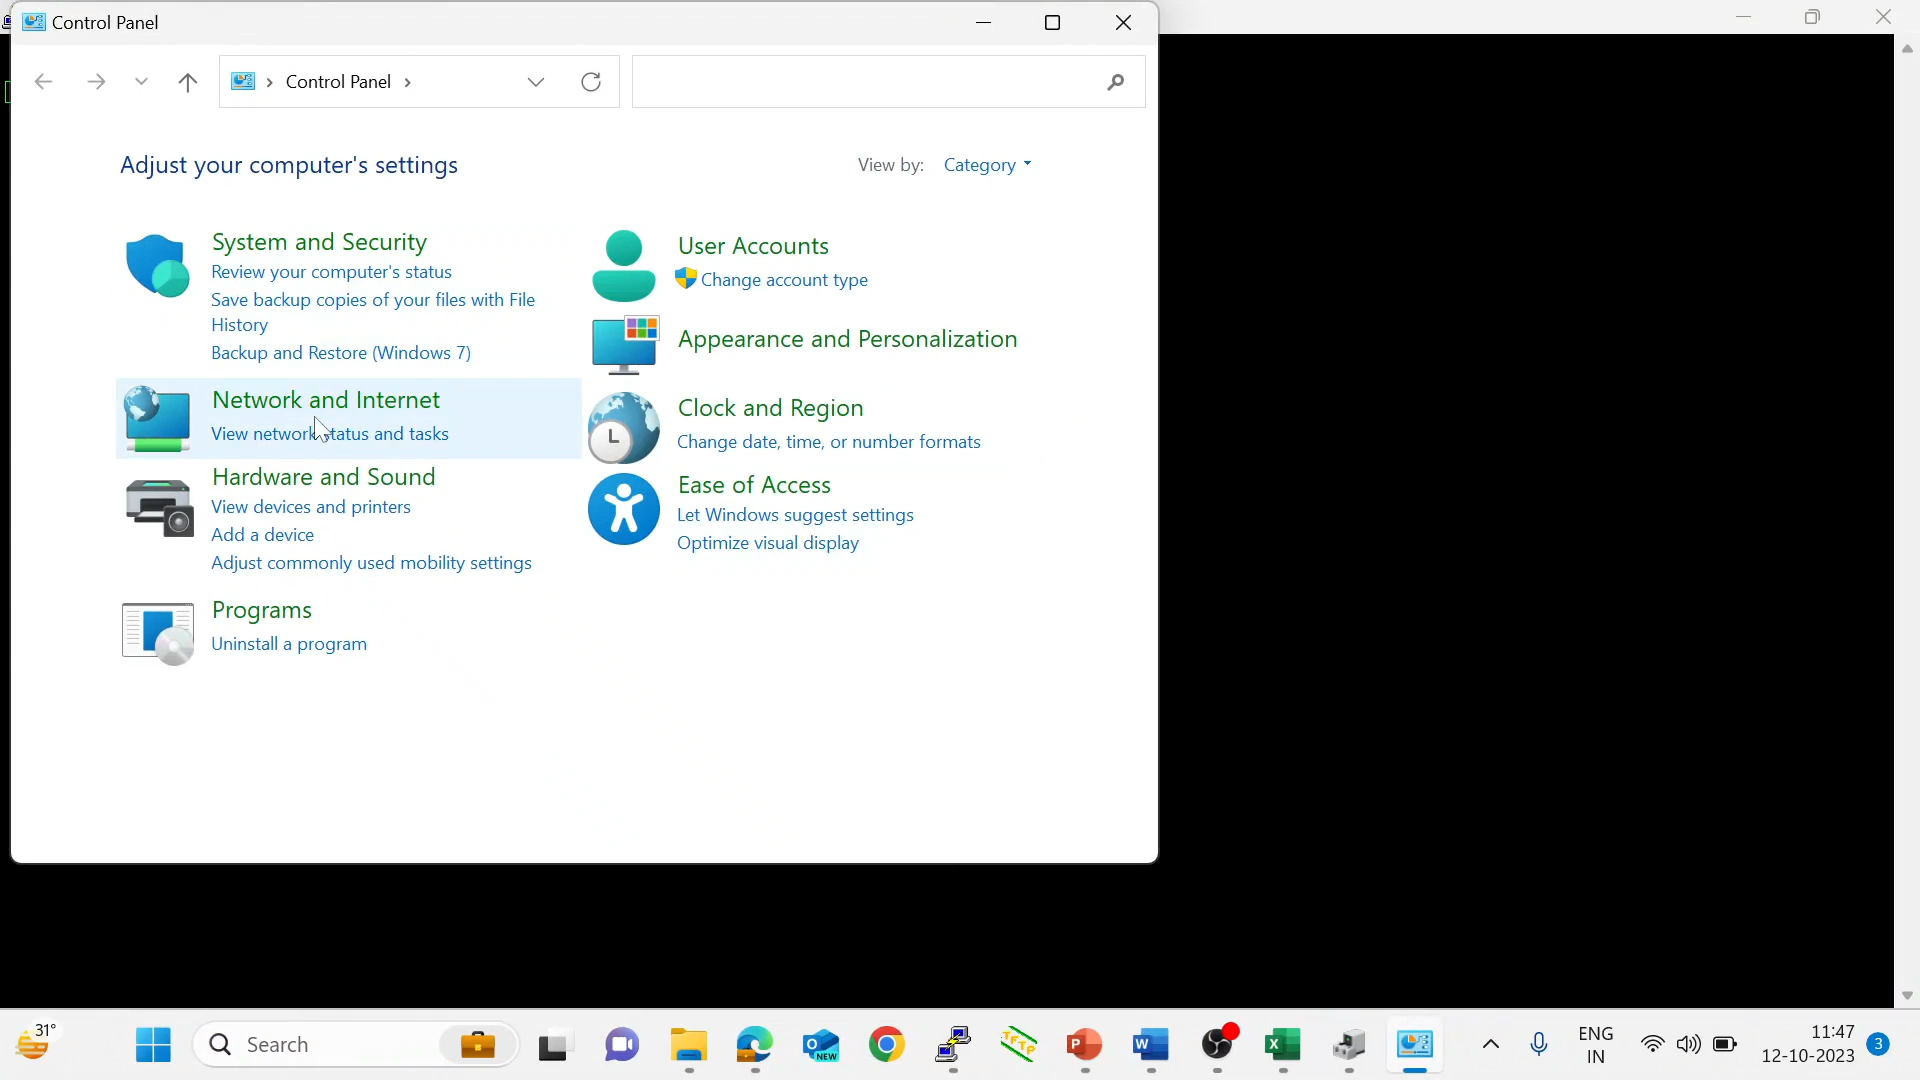 Control Panel
Control Panel
Adjust your computer's settings
View by: Category
System and Security
Review your computer's status
Save backup copies of your files with File
History
Backup and Restore (Windows 7)
Network and Internet
View network status and tasks
Hardware and Sound
View devices and printers
Add a device
Adjust commonly used mobility settings
Programs
Uninstall a program
User Accounts
Change account type
Appearance and Personalization
Clock and Region
Change date, time, or number formats
Ease of Access
Let Windows suggest settings
Optimize visual display
31°
Search
NEW
TFTP
ENG
IN
11:47
12-10-2023
3